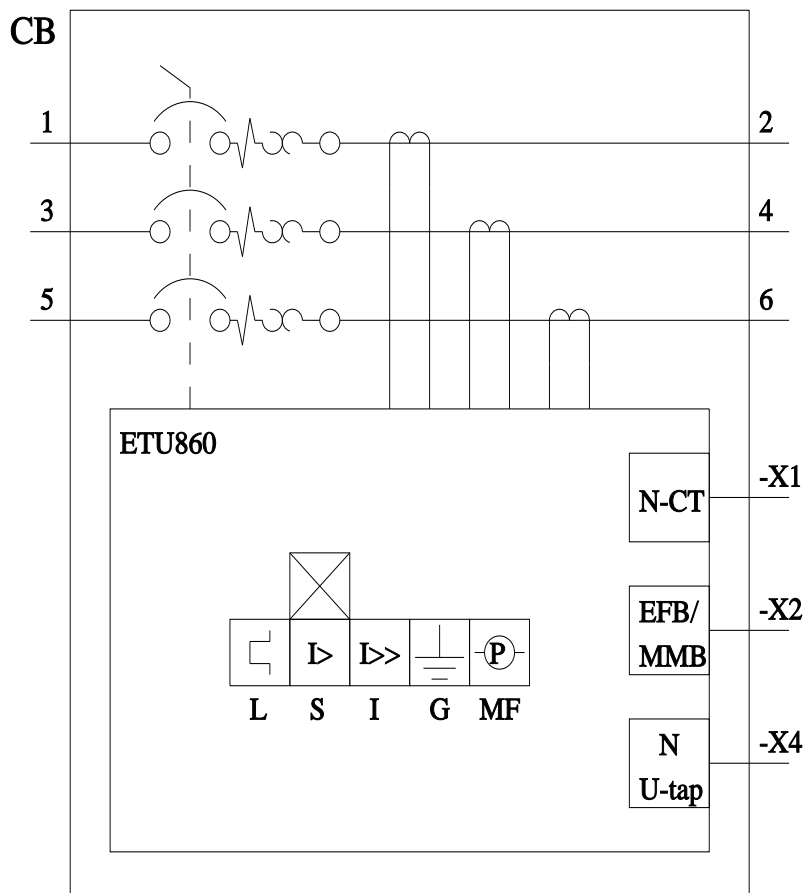 CB
1 2
3 4
5 6
ETU860
N-CT -X1
EFB/ -X2
MMB
I> I>> P
L S I G MF
N -X4
U-tap